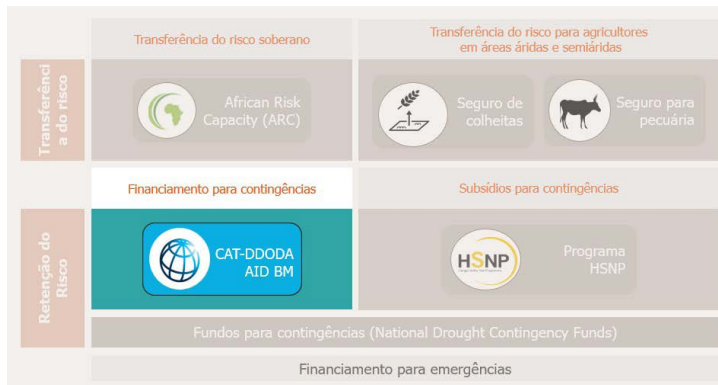 Transferência do risco soberano
Transferência do risco para agricultores
em áreas áridas e semiáridas
Transferênci
a do risco
African Risk
Capacity (ARC)
Seguro de
colheitas
Seguro para
pecuária
Financiamento para contingências
Subsídios para contingências
Retenção do
Risco
CAT-DDODA
AID BM
HSNP
Programa
HSNP
Fundos para contingências (National Drought Contingency Funds)
Financiamento para emergências